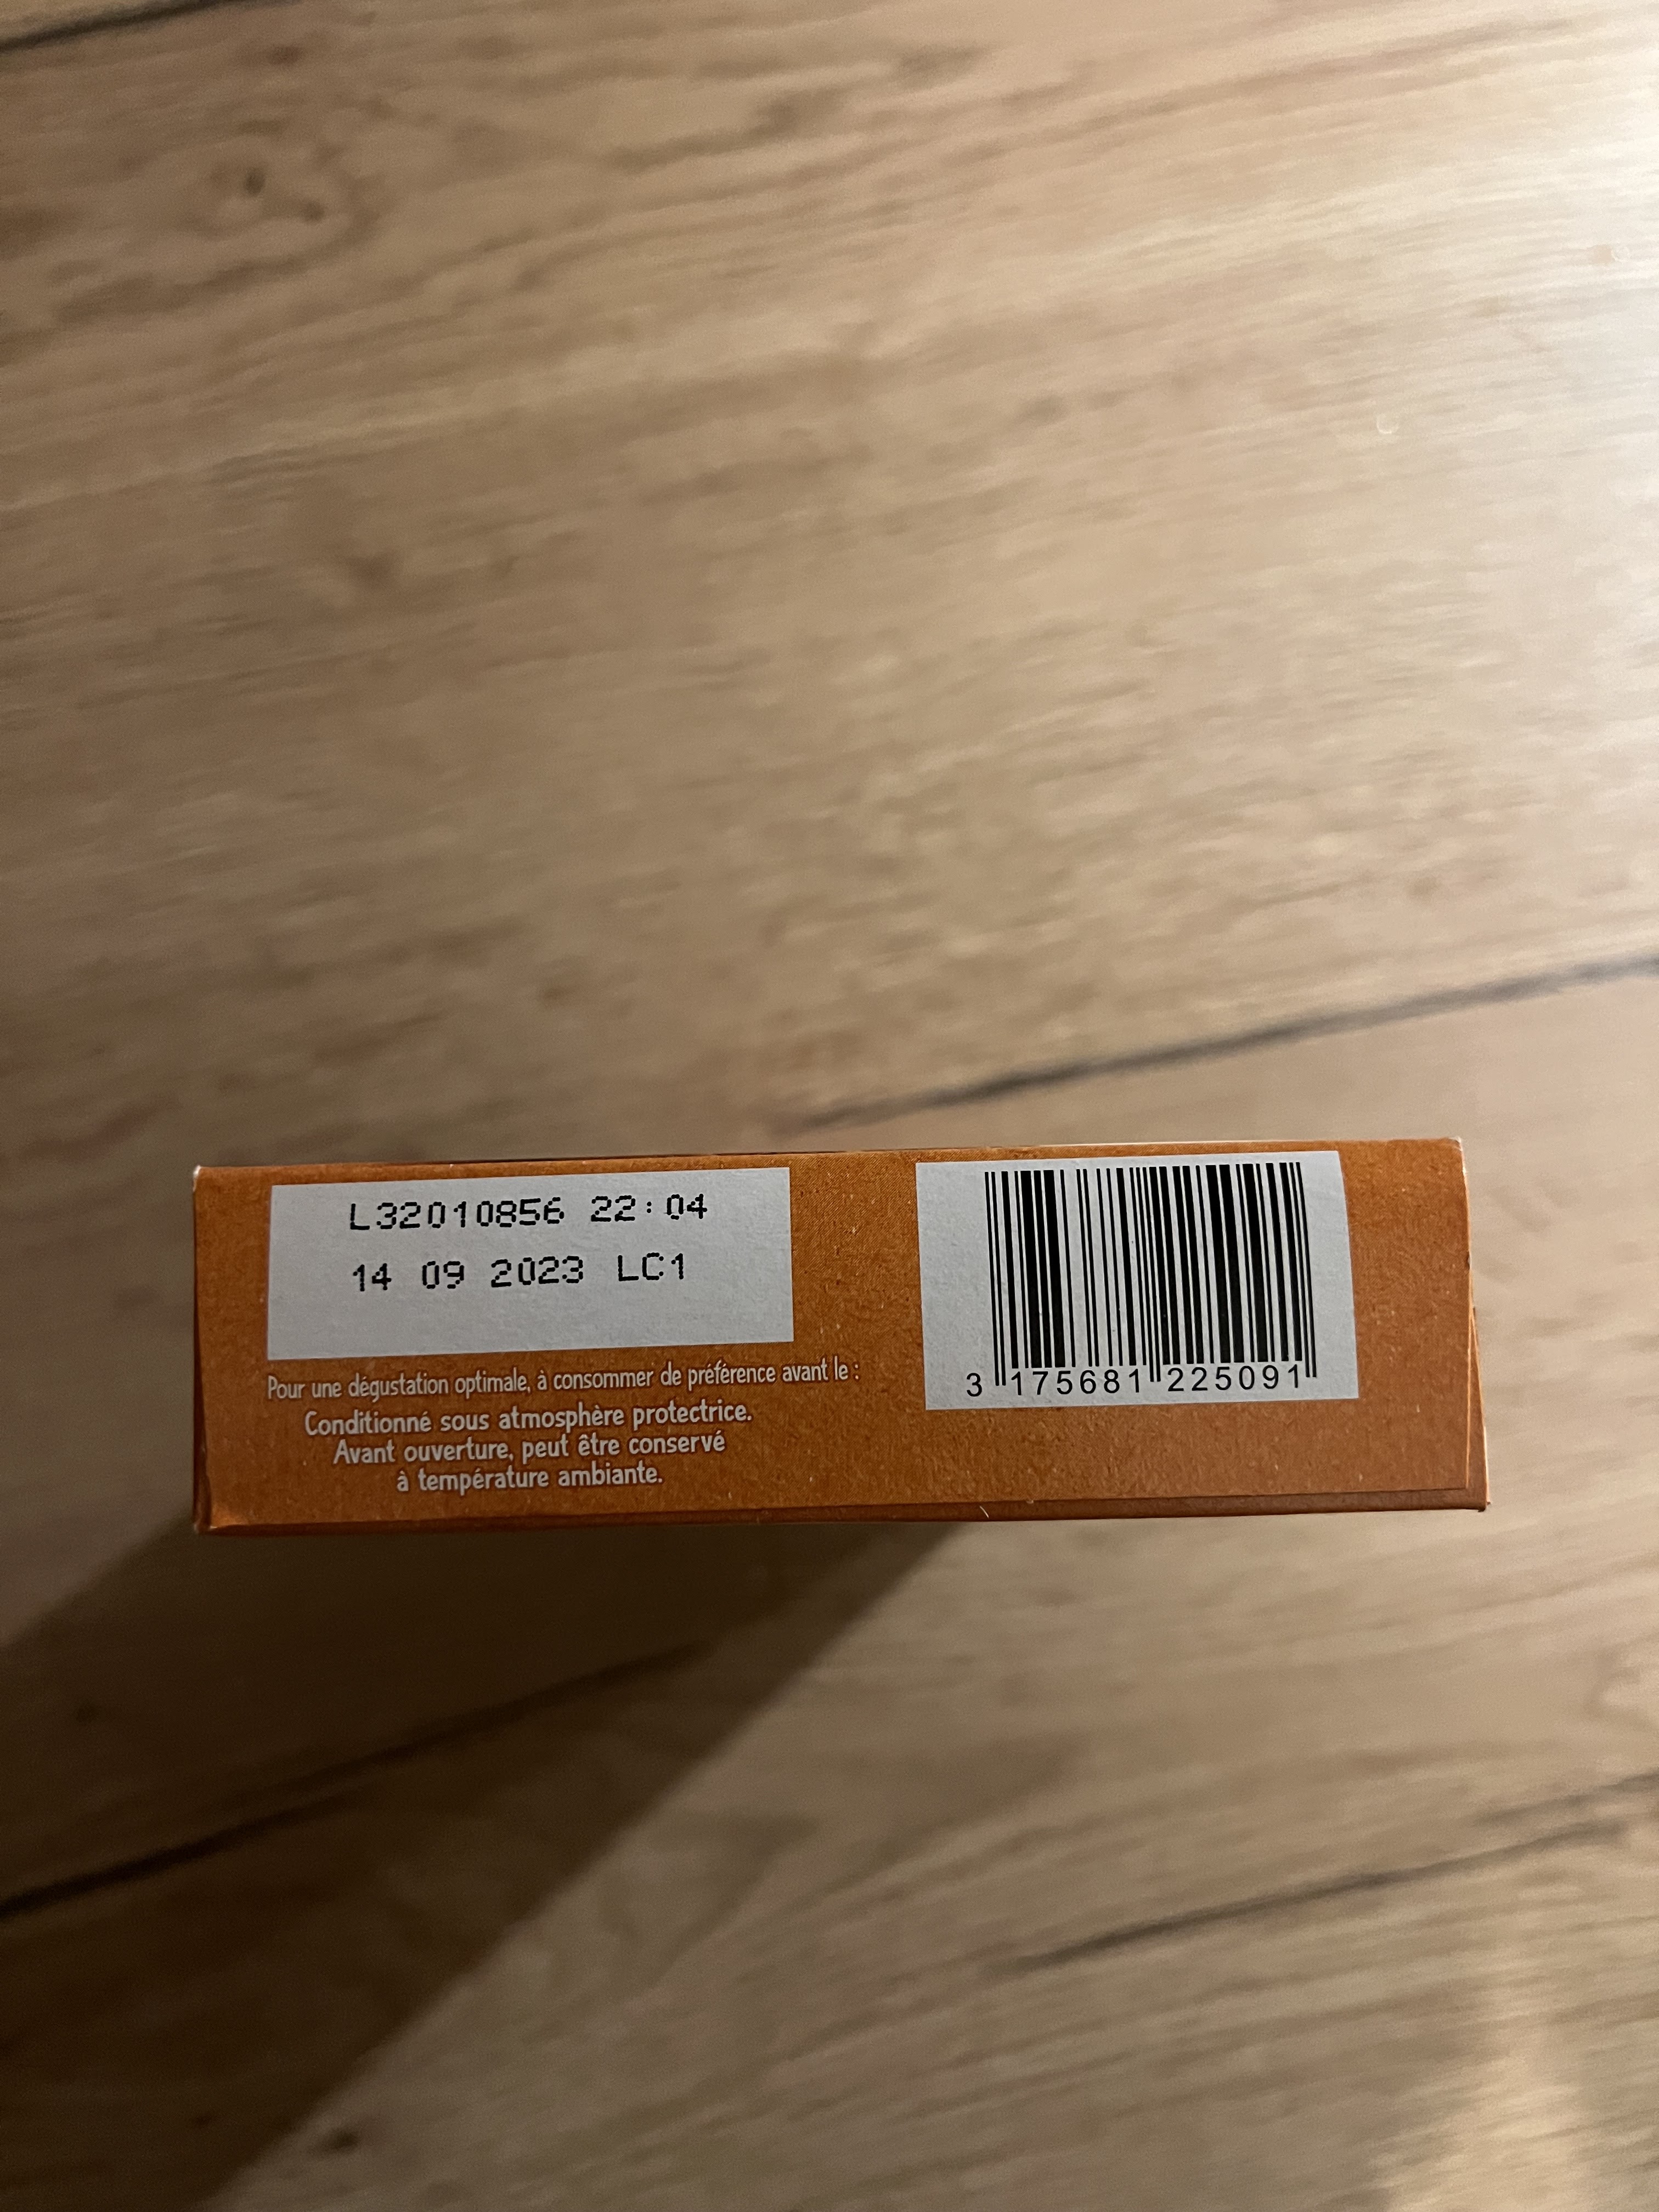 L32010856 22:04
14 09 2023 LC1
Pour une dégustation optimale, à consommer de préférence avant le :
Conditionné sous atmosphère protectrice.
Avant ouverture, peut être conservé
à température ambiante.
3 175681 225091